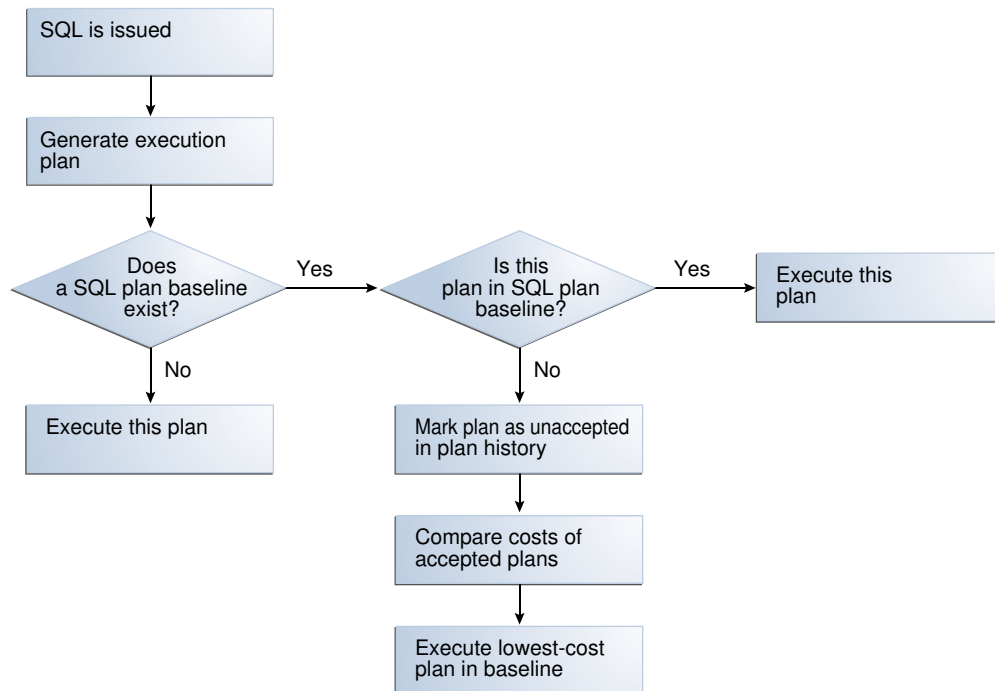 SQL is issued
Generate execution
plan
Does
a SQL plan baseline
exist?
Yes
Is this
plan in SQL plan
baseline?
Yes
Execute this
plan
No
Execute this plan
No
Mark plan as unaccepted
in plan history
Compare costs of
accepted plans
Execute lowest-cost
plan in baseline